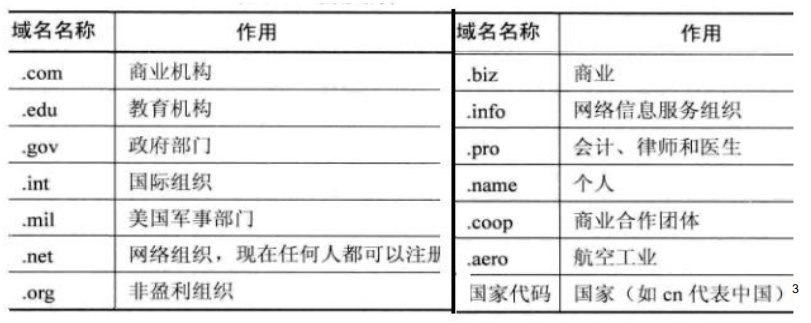 域名名称 作用
.com 商业机构
.edu 教育机构
.gov 政府部门
.int 国际组织
.mil 美国军事部门
.net 网络组织，现在任何人都可以注册
.org 非盈利组织
域名名称 作用
.biz 商业
.info 网络信息服务组织
.pro 会计、律师和医生
.name 个人
.coop 商业合作团体
.aero 航空工业
国家代码 国家（如 cn 代表中国）3